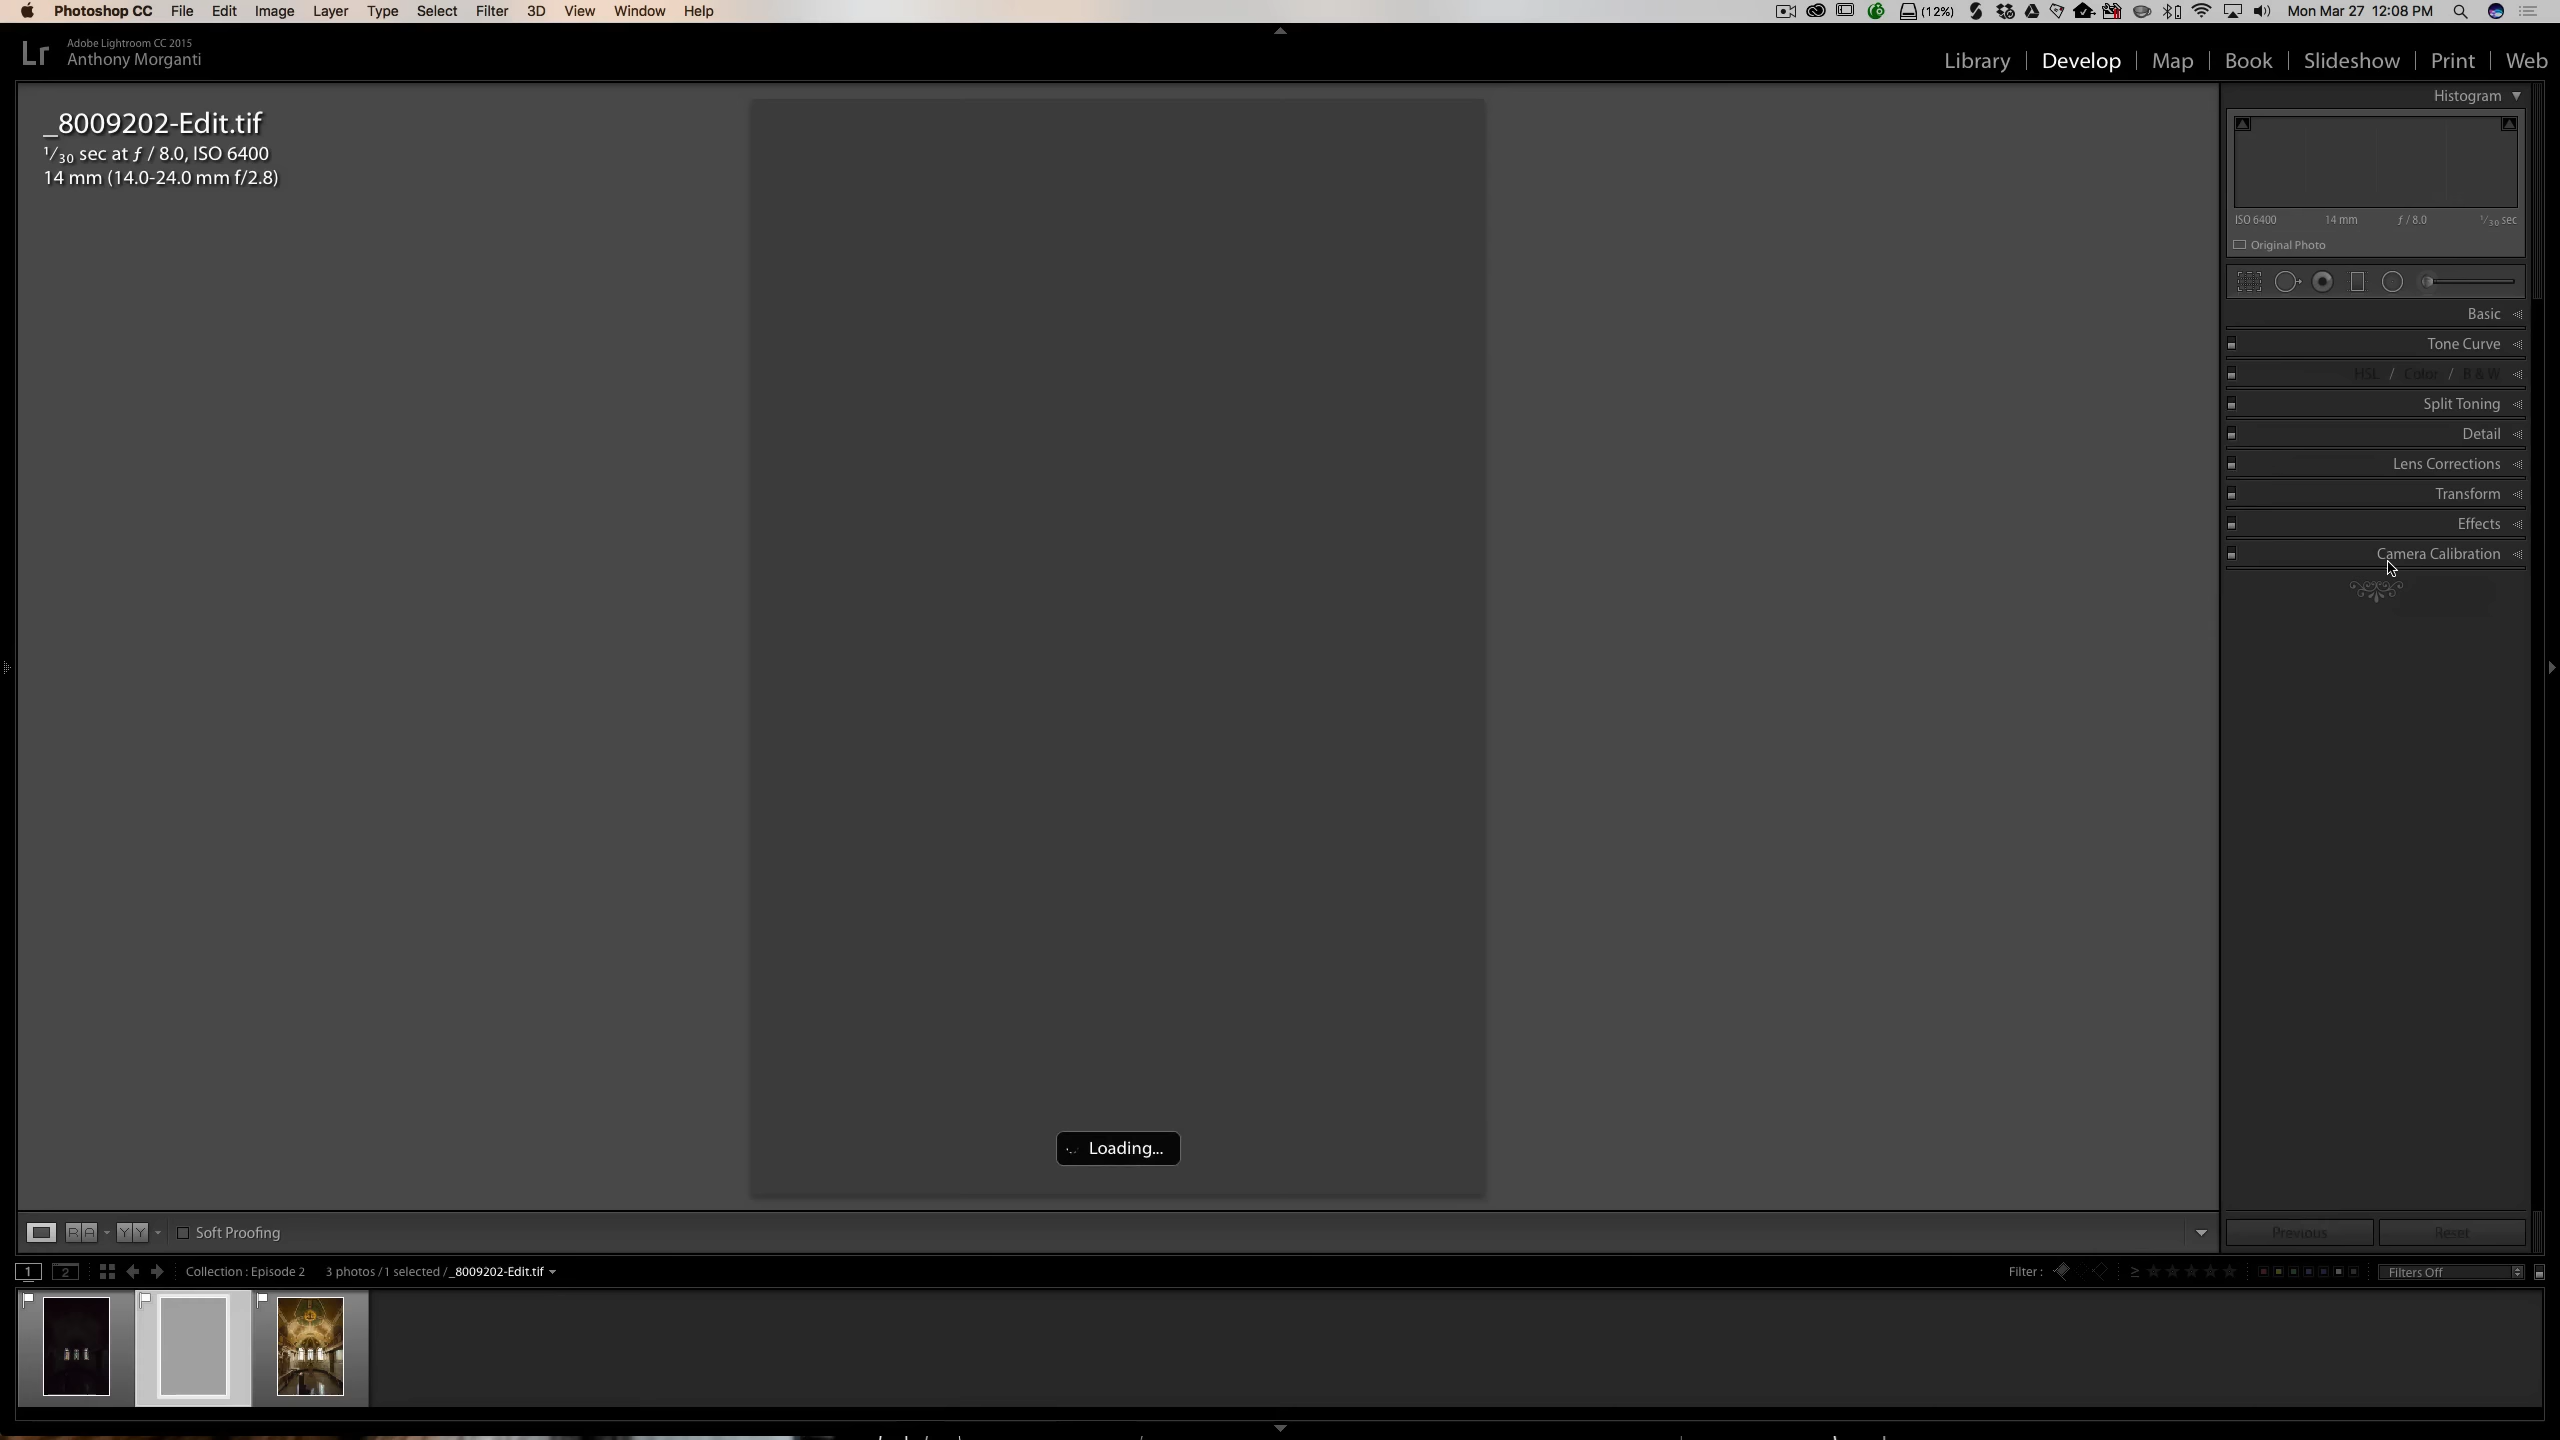 Photoshop CC File Edit Image Layer Type Select Filter 3D View Window Help (12%) Mon Mar 27 12:08 PM
Lr Adobe Lightroom CC 2015
Anthony Morganti
Library | Develop | Map | Book | Slideshow | Print | Web
Histogram
_8009202-Edit.tif
1/30 sec at ƒ / 8.0, ISO 6400
14 mm (14.0-24.0 mm f/2.8)
ISO 6400 14 mm ƒ / 8.0 1/30 sec
Original Photo
Basic
Tone Curve
HSL / Color / B & W
Split Toning
Detail
Lens Corrections
Transform
Effects
Camera Calibration
Loading...
R A Y Y Soft Proofing
Previous Reset
1 2 Collection : Episode 2 3 photos / 1 selected / _8009202-Edit.tif Filter : ≥ Filters Off